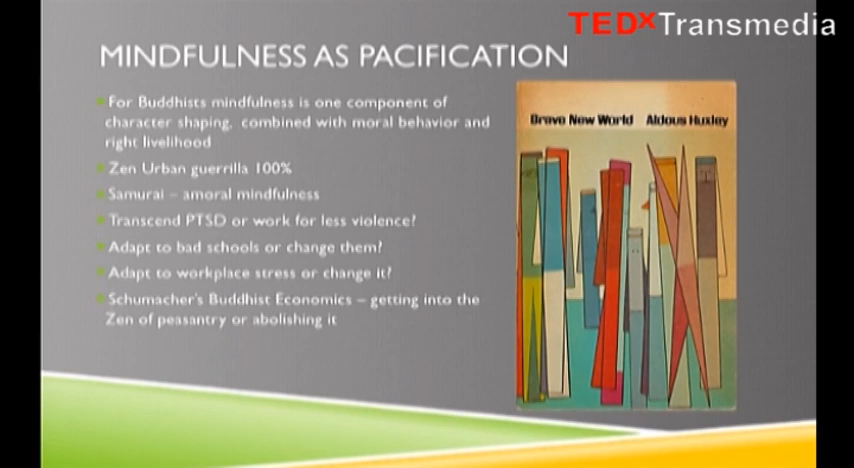 TEDxTransmedia
MINDFULNESS AS PACIFICATION
For Buddhists mindfulness is one component of
character shaping, combined with moral behavior and
right livelihood
Zen Urban guerrilla 100%
Samurai – amoral mindfulness
Transcend PTSD or work for less violence?
Adapt to bad schools or change them?
Adapt to workplace stress or change it?
Schumacher's Buddhist Economics – getting into the
Zen of peasantry or abolishing it
Brave New World Aldous Huxley